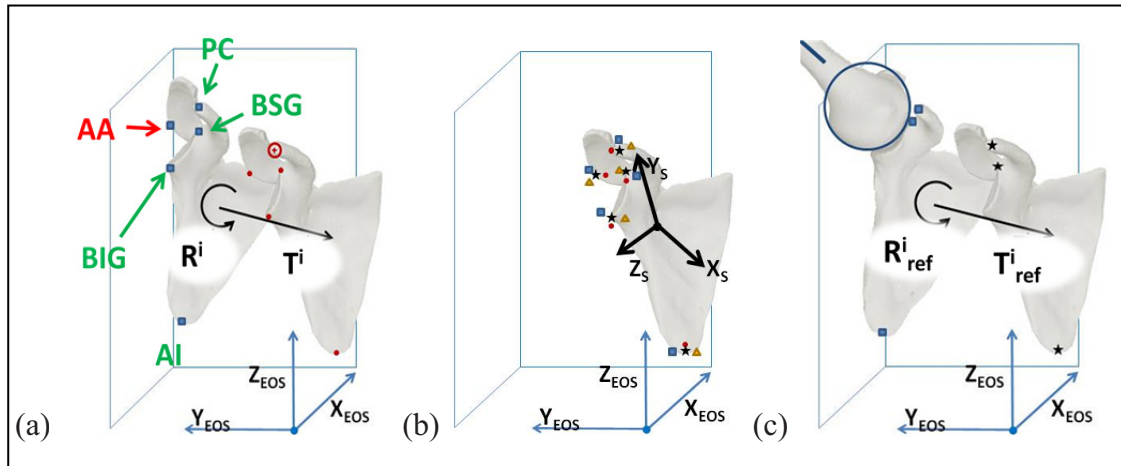 PC
BSG
AA
BIG
R^i
T^i
AI
Z_EOS
X_EOS
Y_EOS
(a)
Y_S
Z_S
X_S
Z_EOS
X_EOS
Y_EOS
(b)
R^i_ref
T^i_ref
Z_EOS
X_EOS
Y_EOS
(c)